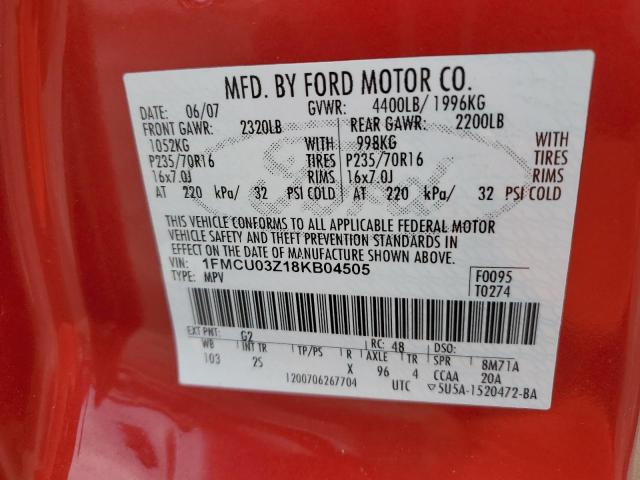 MFD. BY FORD MOTOR CO.
DATE: 06/07 GVWR: 4400LB/ 1996KG
FRONT GAWR: 2320LB REAR GAWR: 2200LB
1052KG WITH 998KG WITH
P235/70R16 TIRES P235/70R16 TIRES
16x7.0J RIMS 16x7.0J RIMS
AT 220 kPa/ 32 PSI COLD AT 220 kPa/ 32 PSI COLD
THIS VEHICLE CONFORMS TO ALL APPLICABLE FEDERAL MOTOR
VEHICLE SAFETY AND THEFT PREVENTION STANDARDS IN
EFFECT ON THE DATE OF MANUFACTURE SHOWN ABOVE.
VIN: 1FMCU03Z18KB04505 F0095
TYPE: MPV T0274
EXT PNT: G2 RC: 48 DSO:
WB INT TR TP/PS R AXLE TR SPR 8M71A
103 25 X 96 4 CCAA 20A
1200706267704 UTC ▽5U5A-1520472-BA
Ford